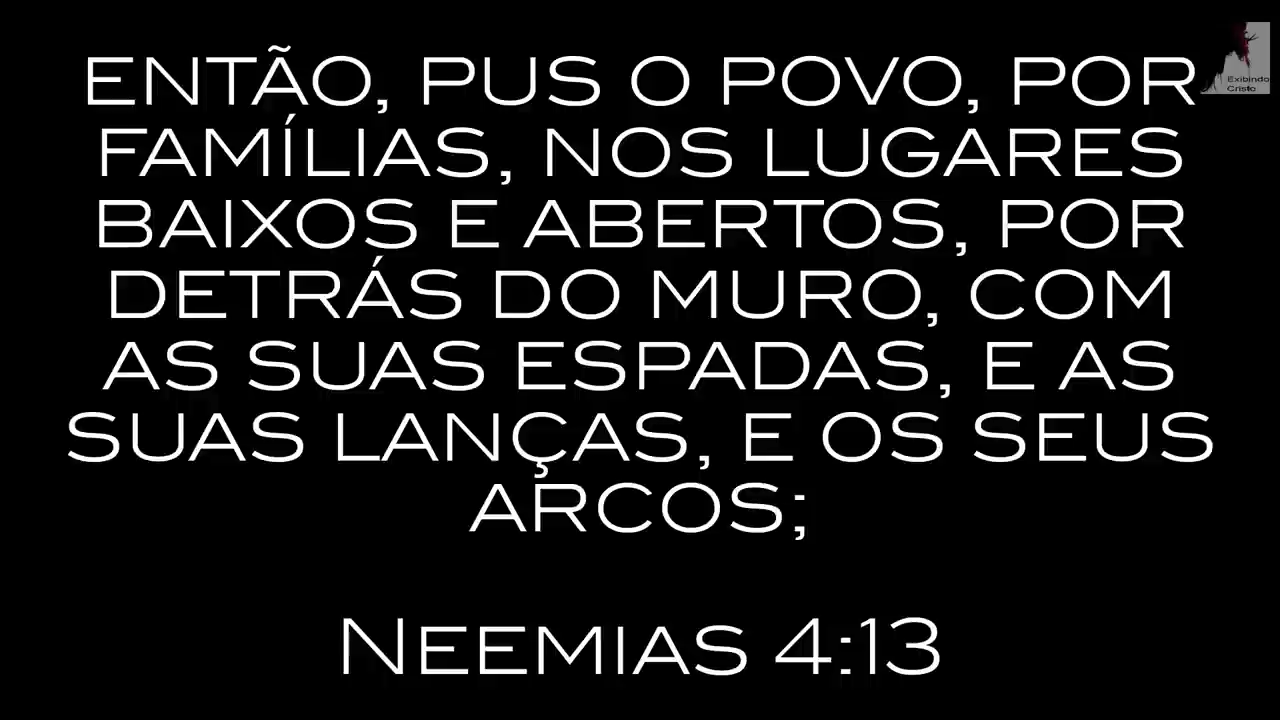 ENTÃO, PUS O POVO, POR
FAMÍLIAS, NOS LUGARES
BAIXOS E ABERTOS, POR
DETRÁS DO MURO, COM
AS SUAS ESPADAS, E AS
SUAS LANÇAS, E OS SEUS
ARCOS;
NEEMIAS 4:13
Exibindo
Cristo